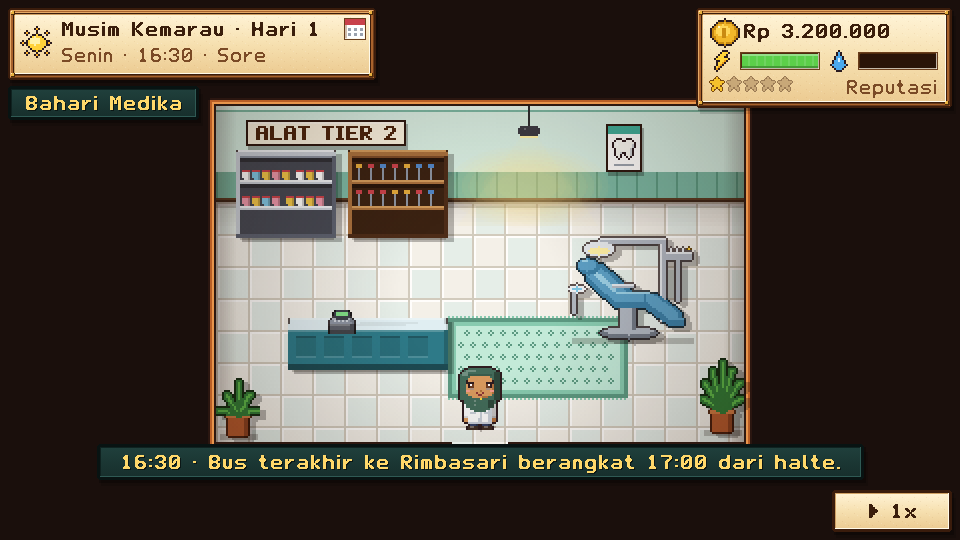 Musim Kemarau · Hari 1
Senin · 16:30 · Sore
Rp 3.200.000
Reputasi
Bahari Medika
ALAT TIER 2
16:30 · Bus terakhir ke Rimbasari berangkat 17:00 dari halte.
1x